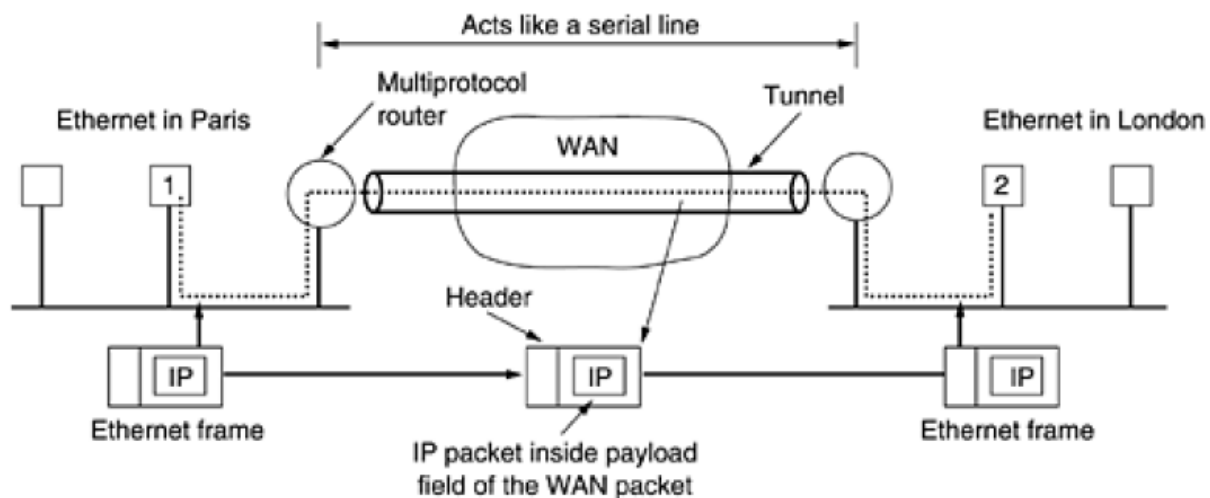 Acts like a serial line
Multiprotocol
router
Tunnel
Ethernet in Paris
WAN
Ethernet in London
1
2
Header
IP
IP
IP
Ethernet frame
IP packet inside payload
field of the WAN packet
Ethernet frame